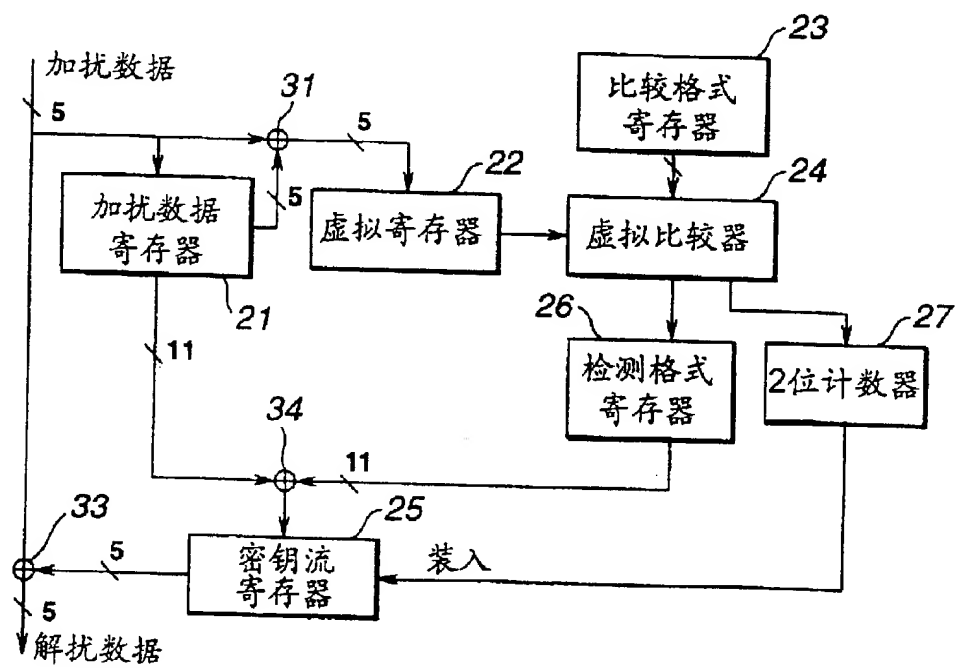 加扰数据
5
31
5
23
比较格式
寄存器
加扰数据
寄存器
5
21
22
虚拟寄存器
24
虚拟比较器
11
26
检测格式
寄存器
27
2位计数器
34
11
33
5
25
密钥流
寄存器
装入
5
解扰数据